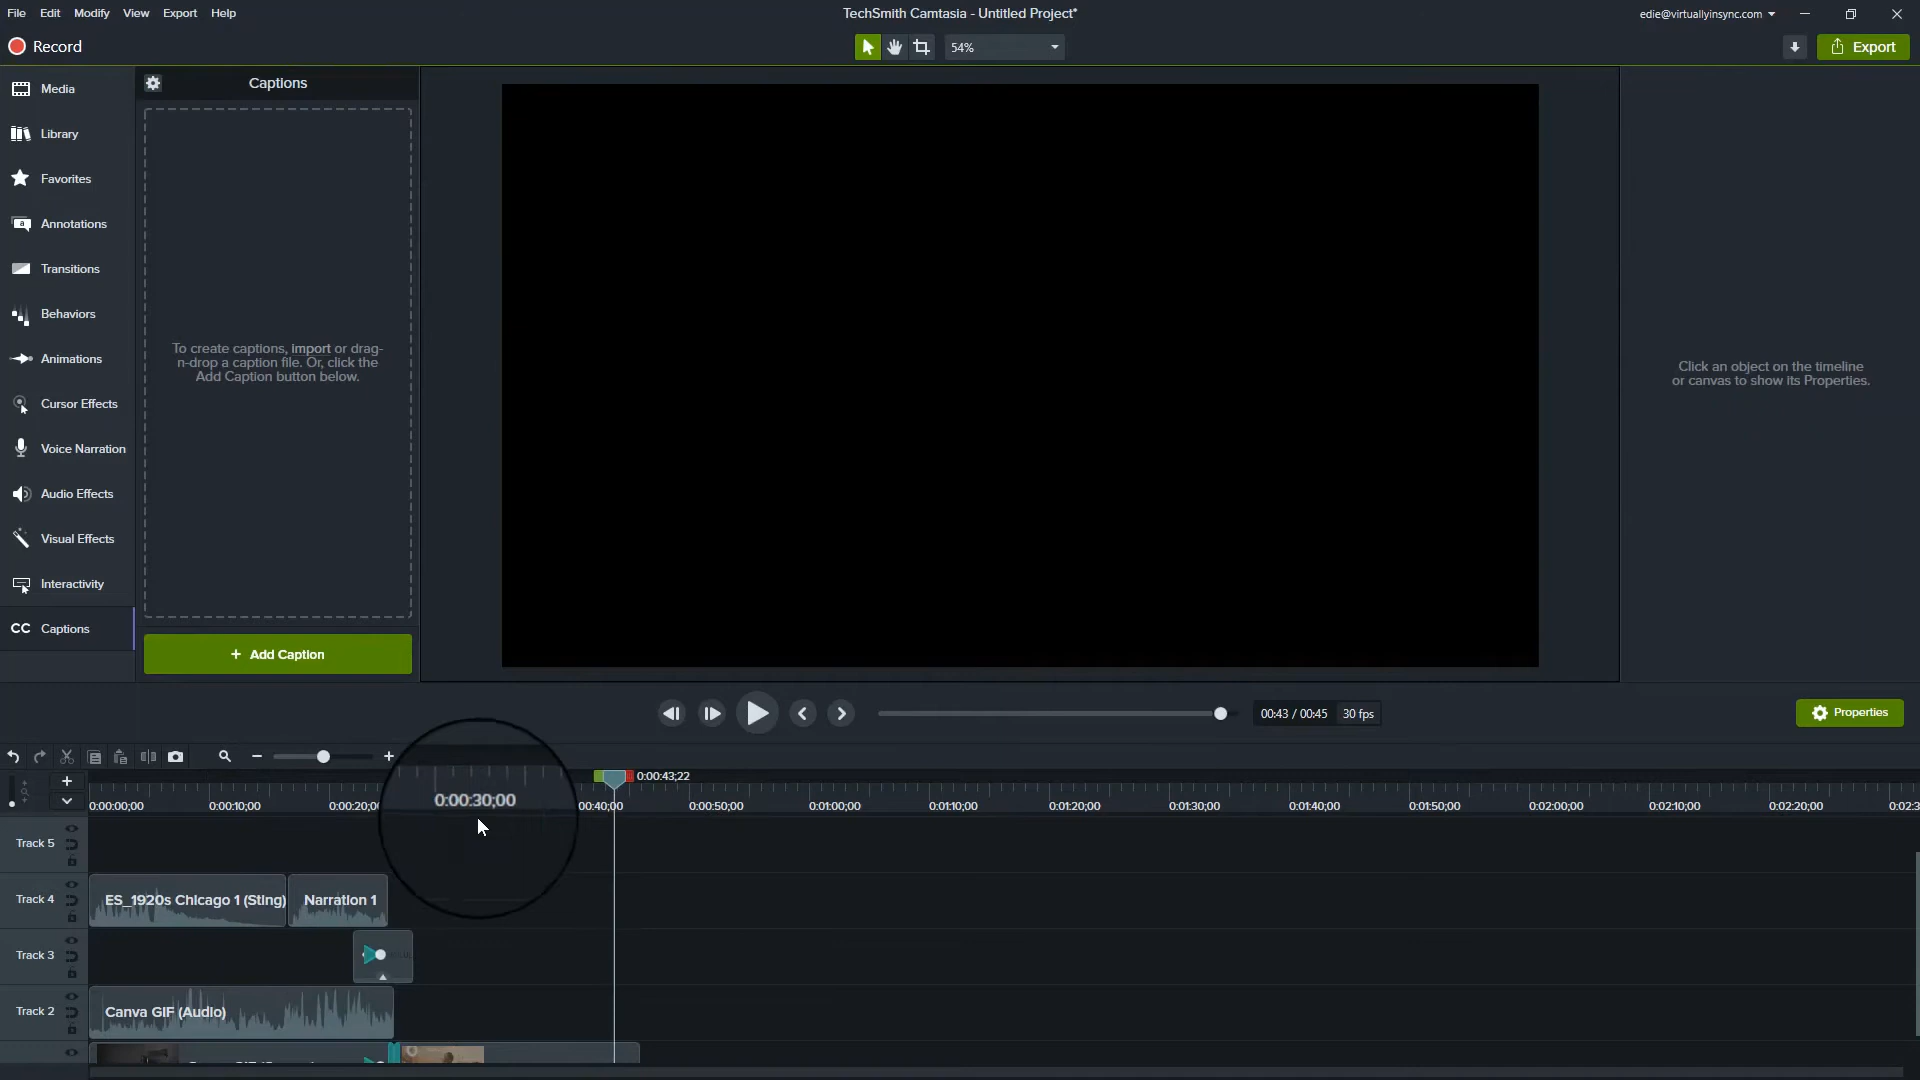 File Edit Modify View Export Help
TechSmith Camtasia - Untitled Project*
edie@virtuallyinsync.com
Record
54%
Export
Media
Library
Favorites
Annotations
Transitions
Behaviors
Animations
Cursor Effects
Voice Narration
Audio Effects
Visual Effects
Interactivity
CC Captions
Captions
To create captions, import or drag-
n-drop a caption file. Or, click the
Add Caption button below.
+ Add Caption
Click an object on the timeline
or canvas to show its Properties.
00:43 / 00:45 30 fps
Properties
0:00:43;22
0:00:00;00 0:00:10;00 0:00:20;0 0:00:30;00 00:40;00 0:00:50;00 0:01:00;00 0:01:10;00 0:01:20;00 0:01:30;00 0:01:40;00 0:01:50;00 0:02:00;00 0:02:10;00 0:02:20;00 0:02:3
Track 5
Track 4
ES_1920s Chicago 1 (Sting)
Narration 1
Track 3
Track 2
Canva GIF (Audio)